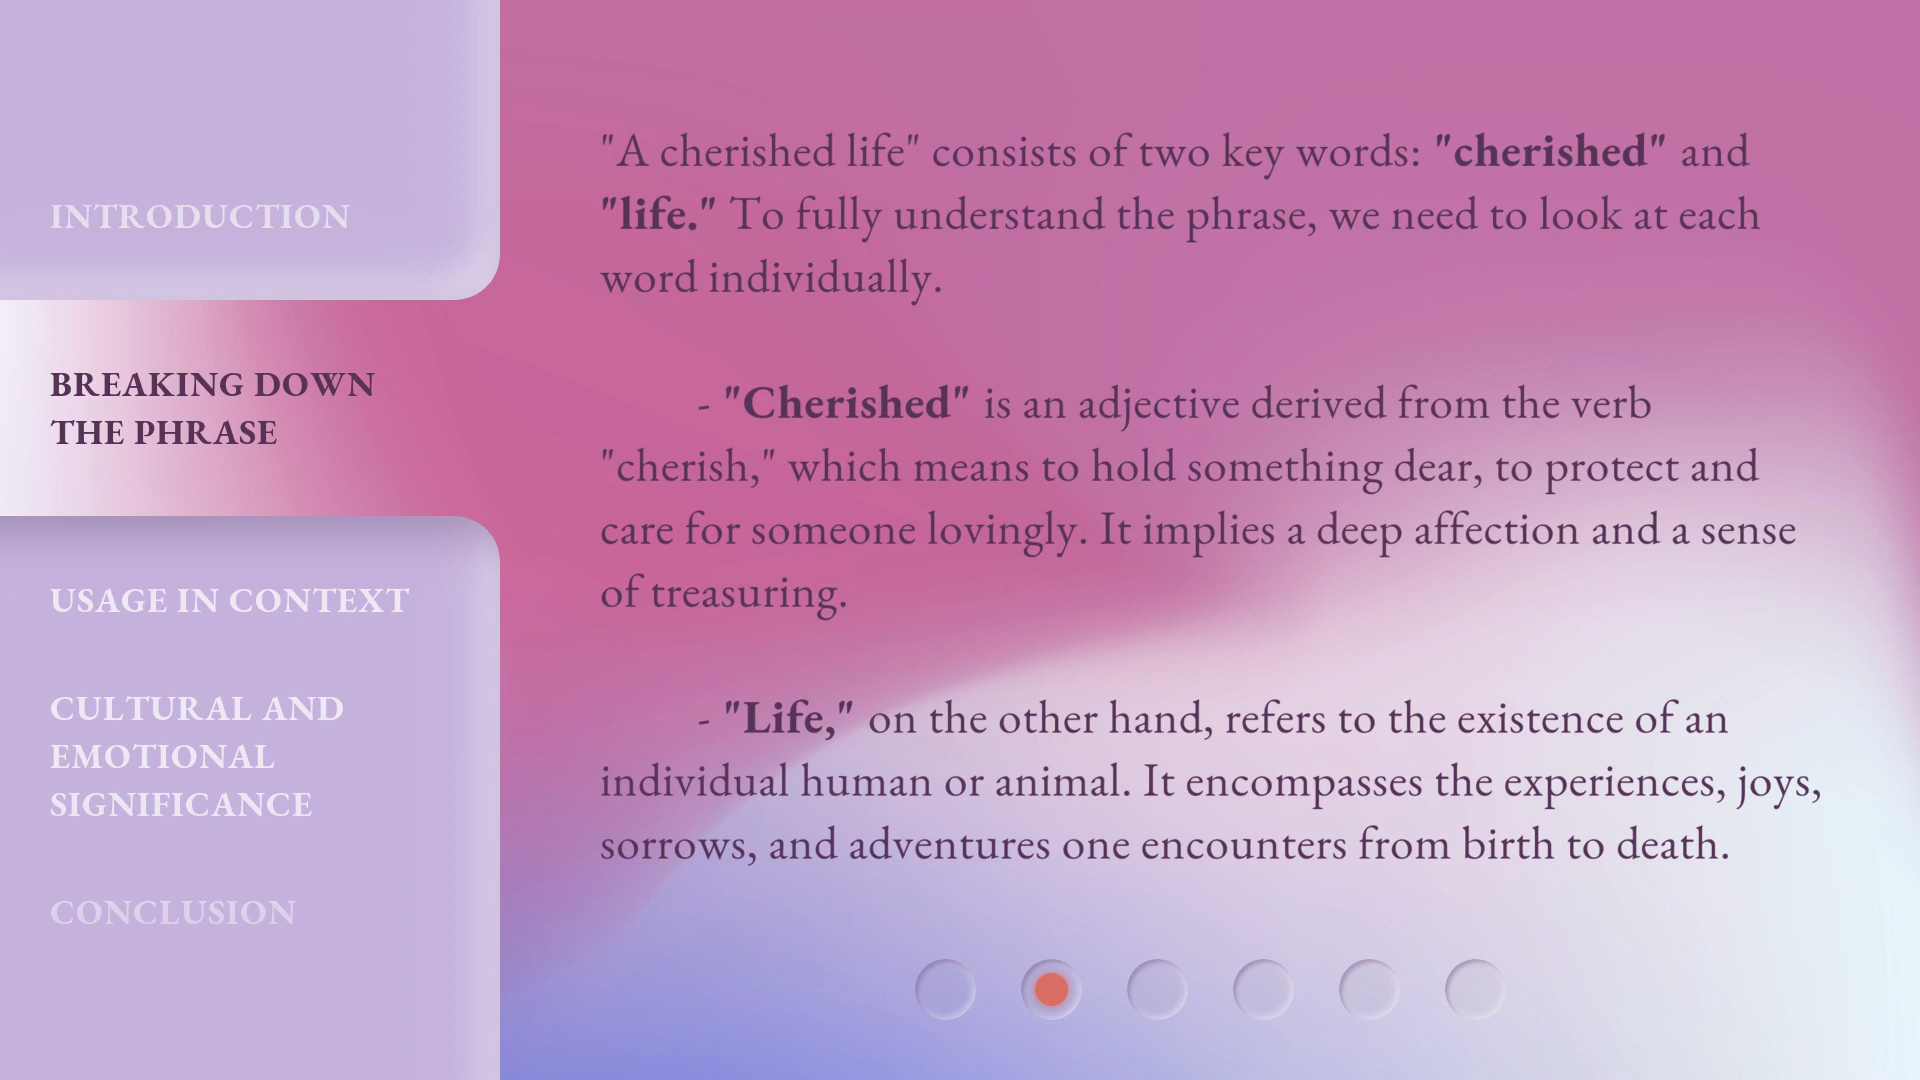 INTRODUCTION
BREAKING DOWN
THE PHRASE
USAGE IN CONTEXT
CULTURAL AND
EMOTIONAL
SIGNIFICANCE
CONCLUSION
"A cherished life" consists of two key words: "cherished" and
"life." To fully understand the phrase, we need to look at each
word individually.
- "Cherished" is an adjective derived from the verb
"cherish," which means to hold something dear, to protect and
care for someone lovingly. It implies a deep affection and a sense
of treasuring.
- "Life," on the other hand, refers to the existence of an
individual human or animal. It encompasses the experiences, joys,
sorrows, and adventures one encounters from birth to death.